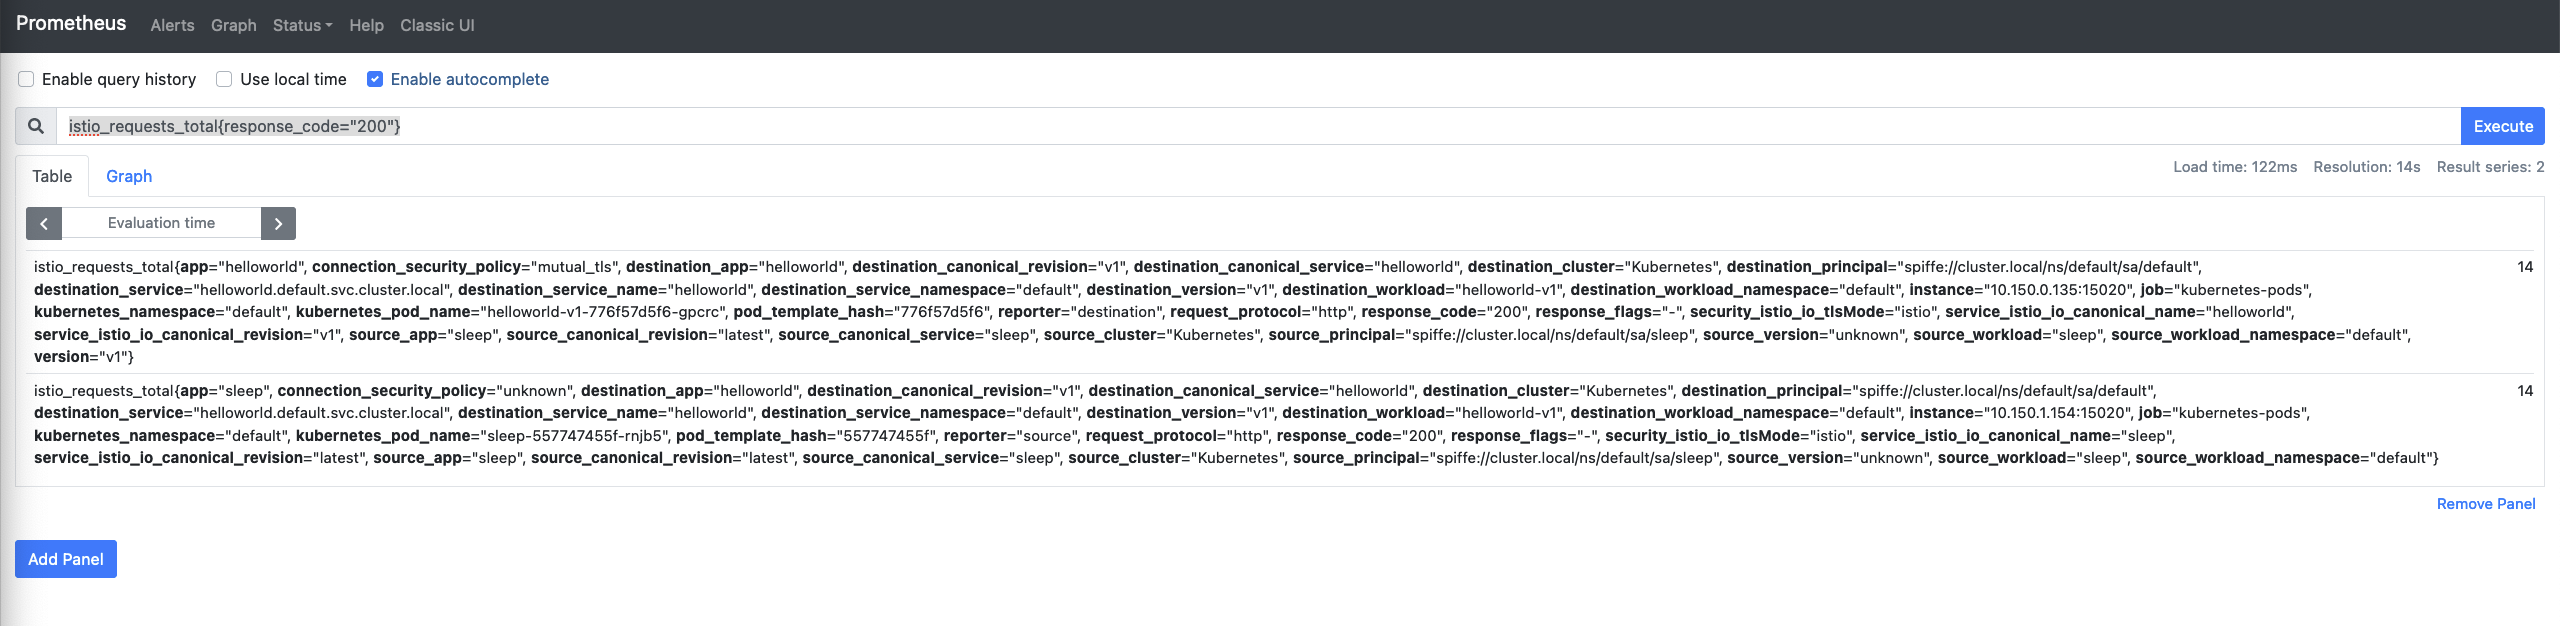 Prometheus Alerts Graph Status Help Classic UI
Enable query history Use local time Enable autocomplete
istio_requests_total{response_code="200"} Execute
Table Graph Load time: 122ms Resolution: 14s Result series: 2
Evaluation time
istio_requests_total{app="helloworld", connection_security_policy="mutual_tls", destination_app="helloworld", destination_canonical_revision="v1", destination_canonical_service="helloworld", destination_cluster="Kubernetes", destination_principal="spiffe://cluster.local/ns/default/sa/default", 14
destination_service="helloworld.default.svc.cluster.local", destination_service_name="helloworld", destination_service_namespace="default", destination_version="v1", destination_workload="helloworld-v1", destination_workload_namespace="default", instance="10.150.0.135:15020", job="kubernetes-pods",
kubernetes_namespace="default", kubernetes_pod_name="helloworld-v1-776f57d5f6-gpcrc", pod_template_hash="776f57d5f6", reporter="destination", request_protocol="http", response_code="200", response_flags="-", security_istio_io_tlsMode="istio", service_istio_io_canonical_name="helloworld",
service_istio_io_canonical_revision="v1", source_app="sleep", source_canonical_revision="latest", source_canonical_service="sleep", source_cluster="Kubernetes", source_principal="spiffe://cluster.local/ns/default/sa/sleep", source_version="unknown", source_workload="sleep", source_workload_namespace="default",
version="v1"}
istio_requests_total{app="sleep", connection_security_policy="unknown", destination_app="helloworld", destination_canonical_revision="v1", destination_canonical_service="helloworld", destination_cluster="Kubernetes", destination_principal="spiffe://cluster.local/ns/default/sa/default", 14
destination_service="helloworld.default.svc.cluster.local", destination_service_name="helloworld", destination_service_namespace="default", destination_version="v1", destination_workload="helloworld-v1", destination_workload_namespace="default", instance="10.150.1.154:15020", job="kubernetes-pods",
kubernetes_namespace="default", kubernetes_pod_name="sleep-557747455f-rnjb5", pod_template_hash="557747455f", reporter="source", request_protocol="http", response_code="200", response_flags="-", security_istio_io_tlsMode="istio", service_istio_io_canonical_name="sleep",
service_istio_io_canonical_revision="latest", source_app="sleep", source_canonical_revision="latest", source_canonical_service="sleep", source_cluster="Kubernetes", source_principal="spiffe://cluster.local/ns/default/sa/sleep", source_version="unknown", source_workload="sleep", source_workload_namespace="default"}
Remove Panel
Add Panel